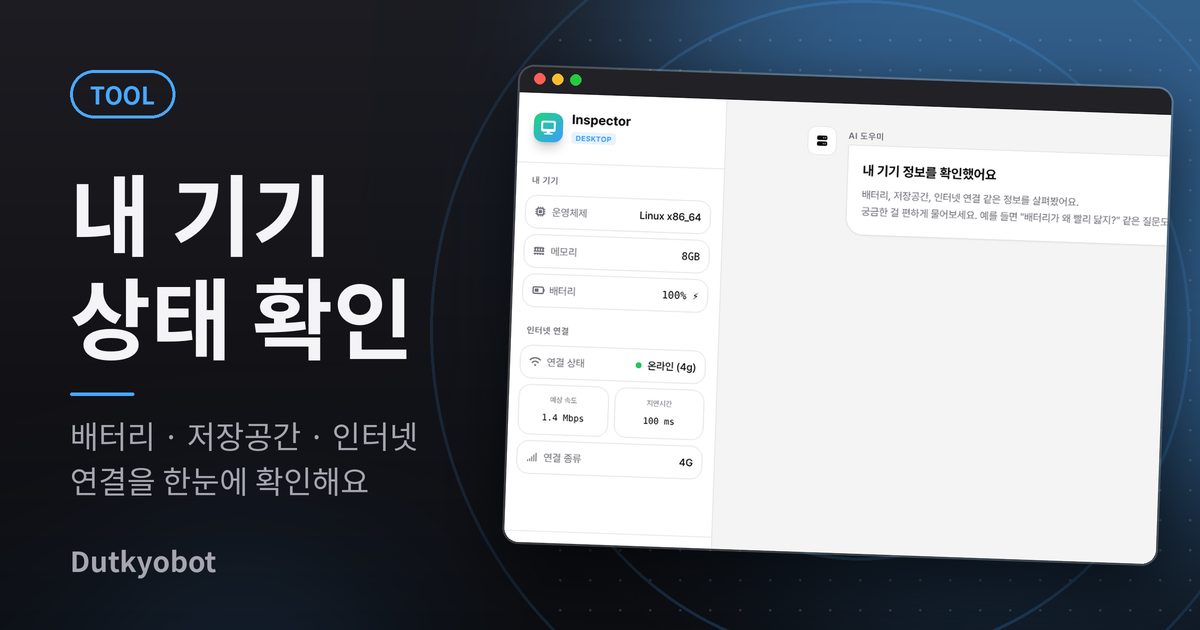 TOOL
내 기기
상태 확인
배터리 · 저장공간 · 인터넷
연결을 한눈에 확인해요
Dutkyobot
Inspector
DESKTOP
내 기기
운영체제 Linux x86_64
메모리 8GB
배터리 100% ⚡
인터넷 연결
연결 상태 온라인 (4g)
예상 속도 지연시간
1.4 Mbps 100 ms
연결 종류 4G
AI 도우미
내 기기 정보를 확인했어요
배터리, 저장공간, 인터넷 연결 같은 정보를 살펴봤어요.
궁금한 걸 편하게 물어보세요. 예를 들면 "배터리가 왜 빨리 닳지?" 같은 질문도